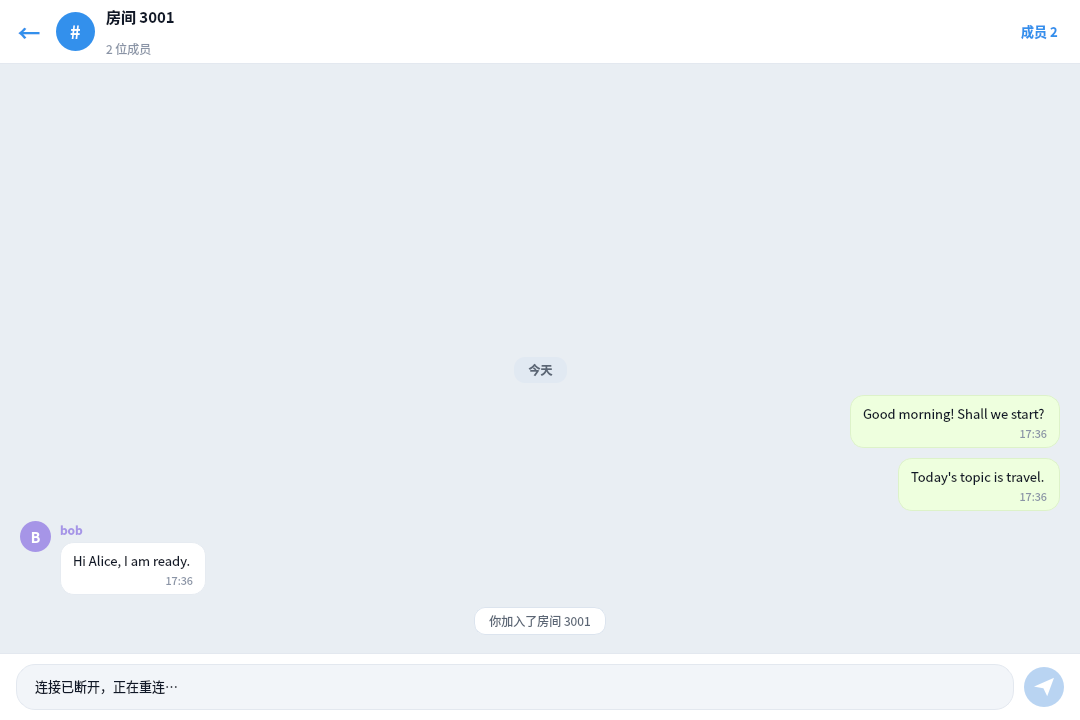 ←
#
房间 3001
2 位成员
成员 2
今天
Good morning! Shall we start?
17:36
Today's topic is travel.
17:36
B
bob
Hi Alice, I am ready.
17:36
你加入了房间 3001
连接已断开，正在重连…